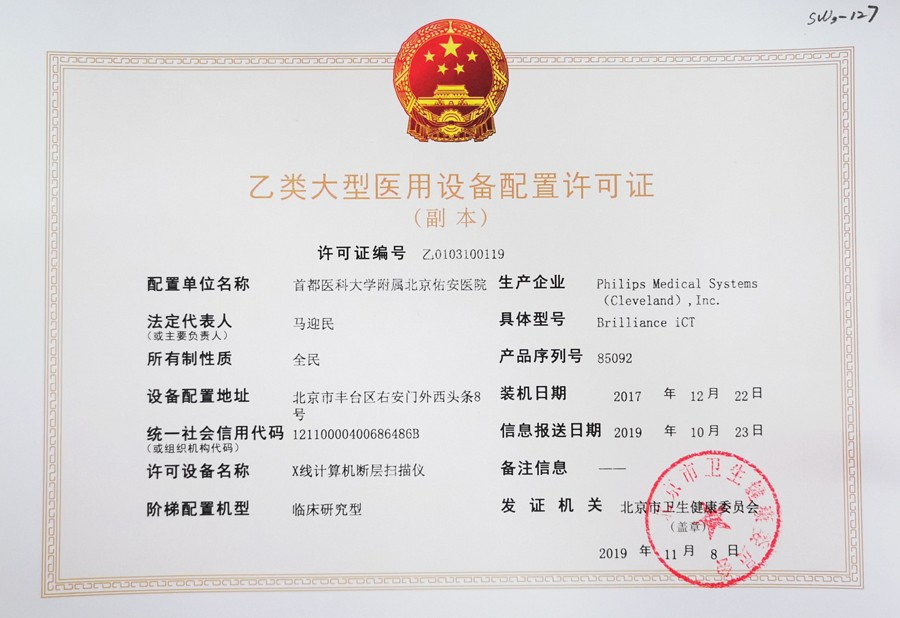 SW3-127
乙类大型医用设备配置许可证
（副本）
许可证编号 乙0103100119
配置单位名称 首都医科大学附属北京佑安医院
法定代表人 马迎民
（或主要负责人）
所有制性质 全民
设备配置地址 北京市丰台区右安门外西头条8
号
统一社会信用代码 12110000400686486B
（或组织机构代码）
许可设备名称 X线计算机断层扫描仪
阶梯配置机型 临床研究型
生产企业 Philips Medical Systems
（Cleveland）,Inc.
具体型号 Brilliance iCT
产品序列号 85092
装机日期 2017 年 12 月 22 日
信息报送日期 2019 年 10 月 23 日
备注信息 ——
发证机关 北京市卫生健康委员会
（盖章）
2019 年 11 月 8 日
北京市卫生健康委员会